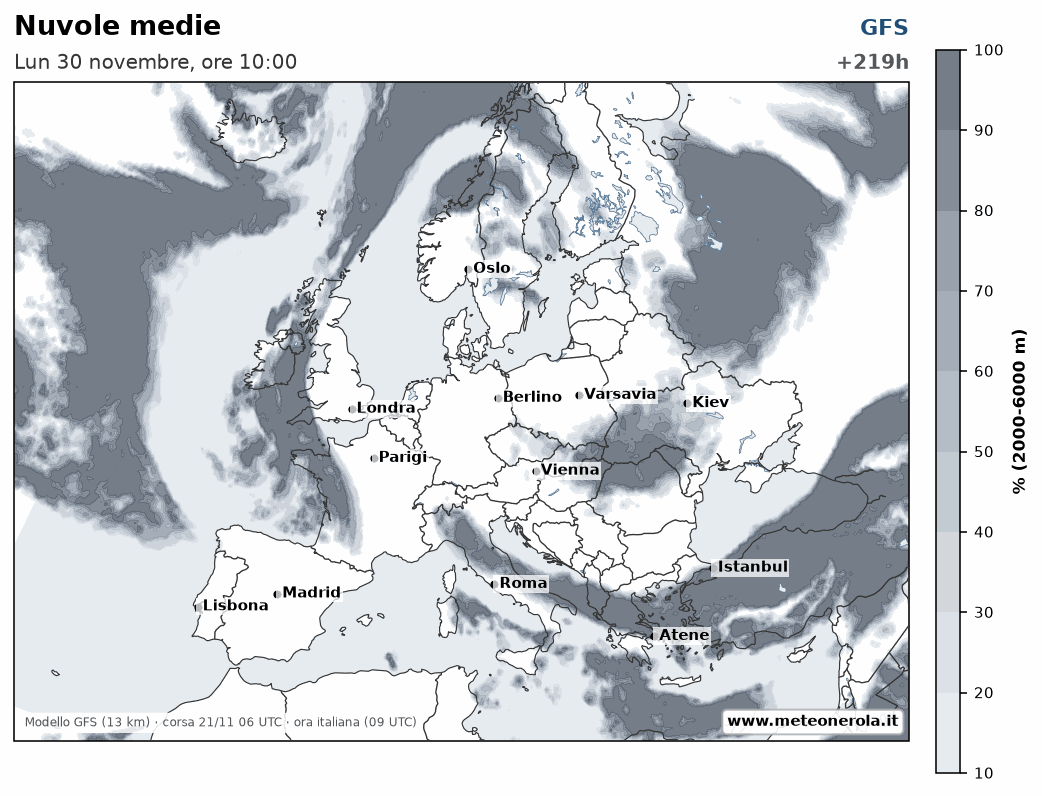 Nuvole medie
GFS
Lun 30 novembre, ore 10:00
+219h
100
90
80
70
60
50
40
30
20
10
% (2000-6000 m)
Oslo
Berlino
Varsavia
Kiev
Londra
Parigi
Vienna
Istanbul
Roma
Madrid
Lisbona
Atene
Modello GFS (13 km) · corsa 21/11 06 UTC · ora italiana (09 UTC)
www.meteonerola.it